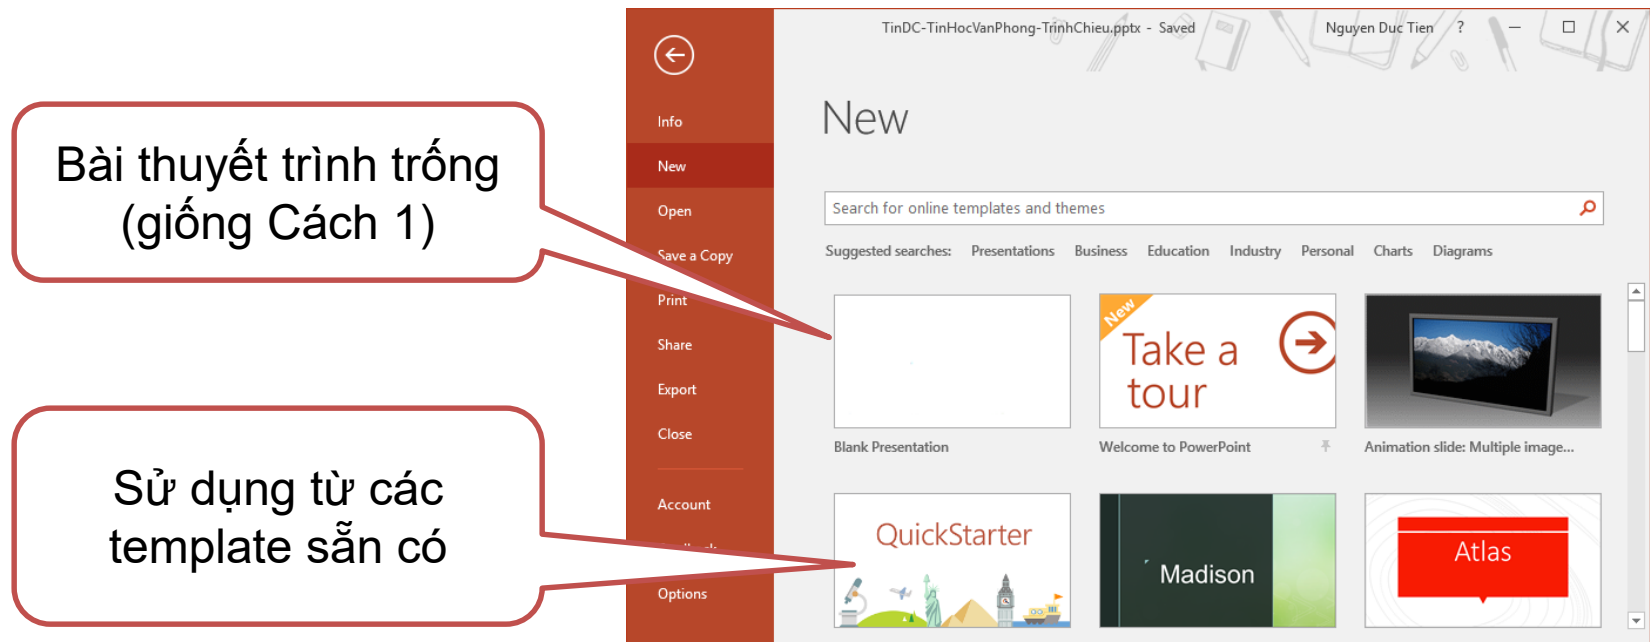 TinDC-TinHocVanPhong-TrinhChieu.pptx - Saved
Nguyen Duc Tien
?
Bài thuyết trình trống
(giống Cách 1)
Sử dụng từ các
template sẵn có
Info
New
Open
Save a Copy
Print
Share
Export
Close
Account
Options
New
Search for online templates and themes
Suggested searches: Presentations Business Education Industry Personal Charts Diagrams
New
Take a
tour
Blank Presentation
Welcome to PowerPoint
Animation slide: Multiple image...
QuickStarter
Madison
Atlas